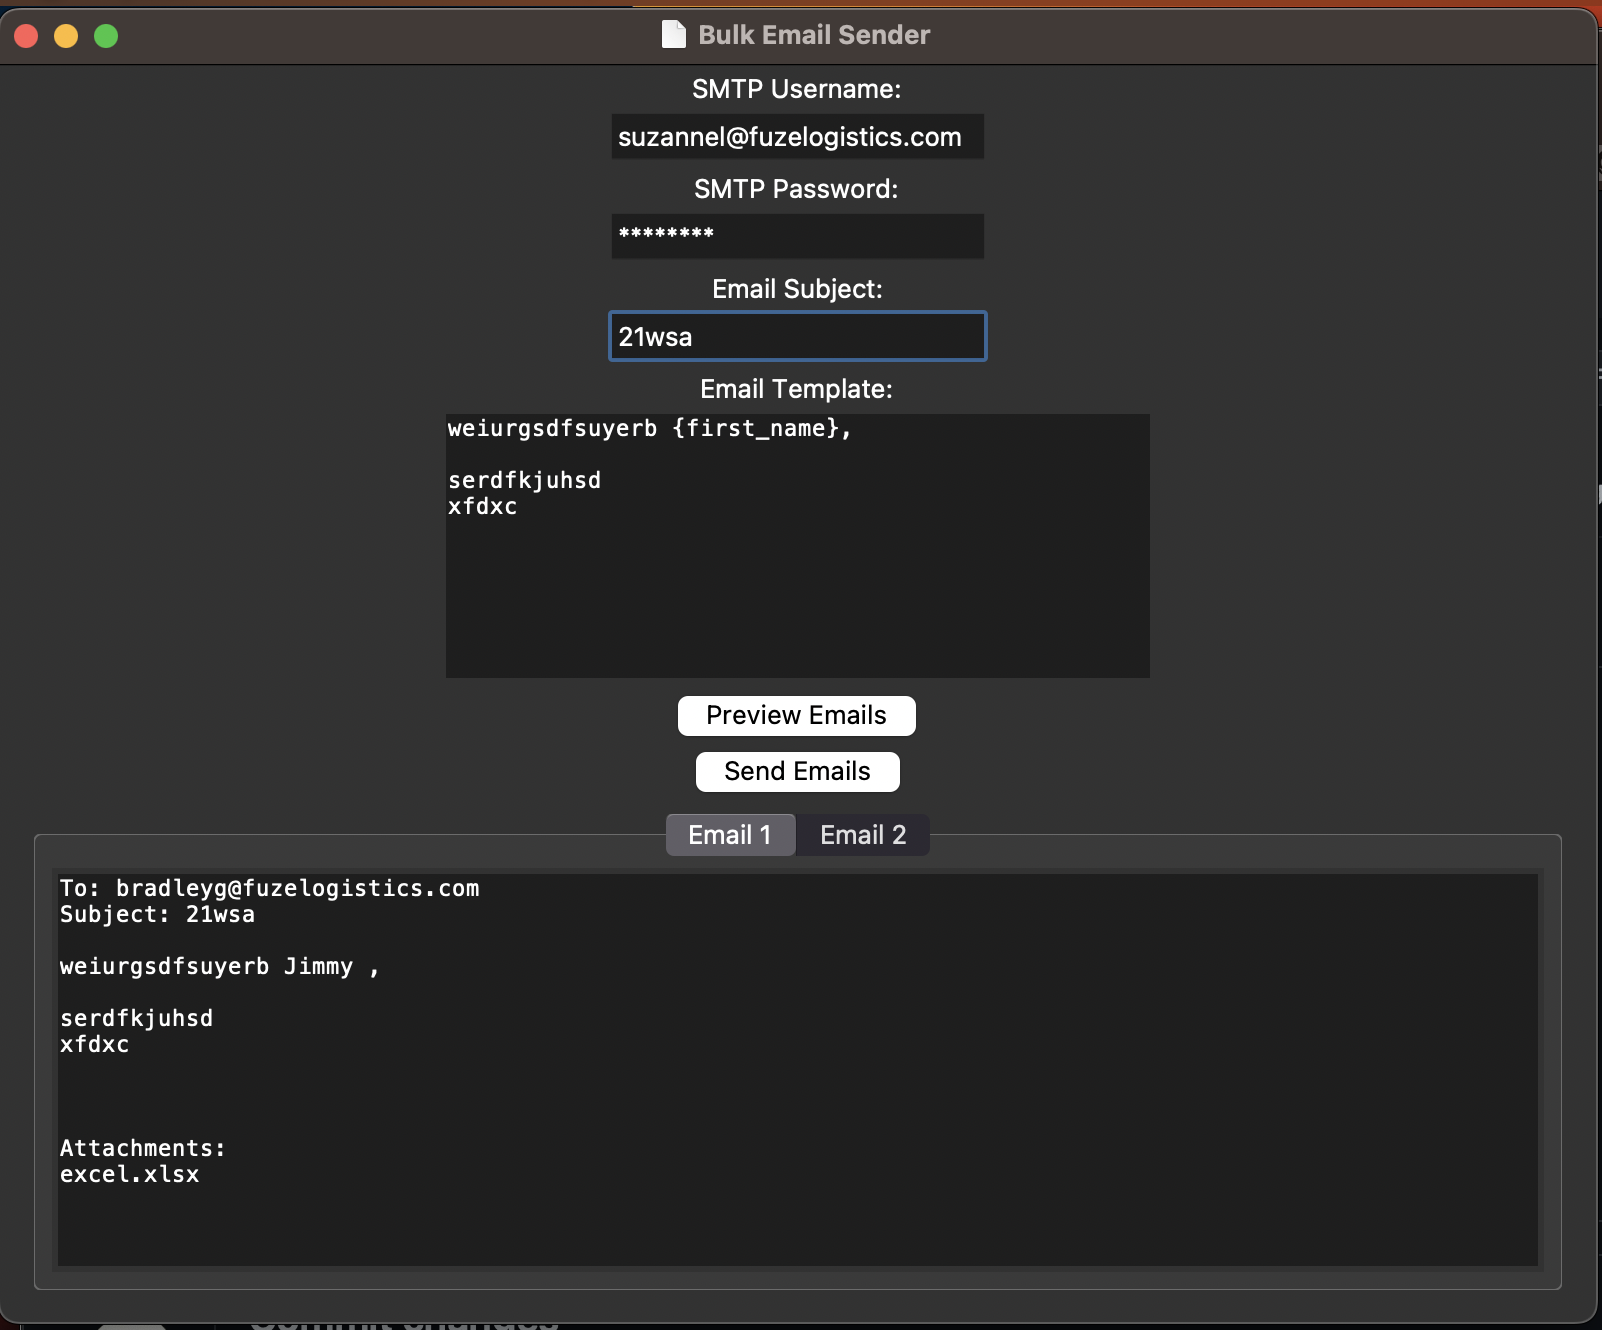 Bulk Email Sender
SMTP Username:
suzannel@fuzelogistics.com
SMTP Password:
********
Email Subject:
21wsa
Email Template:
weiurgsdfsuyerb {first_name},
serdfkjuhsd
xfdxc
Preview Emails
Send Emails
Email 1 Email 2
To: bradleyg@fuzelogistics.com
Subject: 21wsa
weiurgsdfsuyerb Jimmy ,
serdfkjuhsd
xfdxc
Attachments:
excel.xlsx
Commit changes